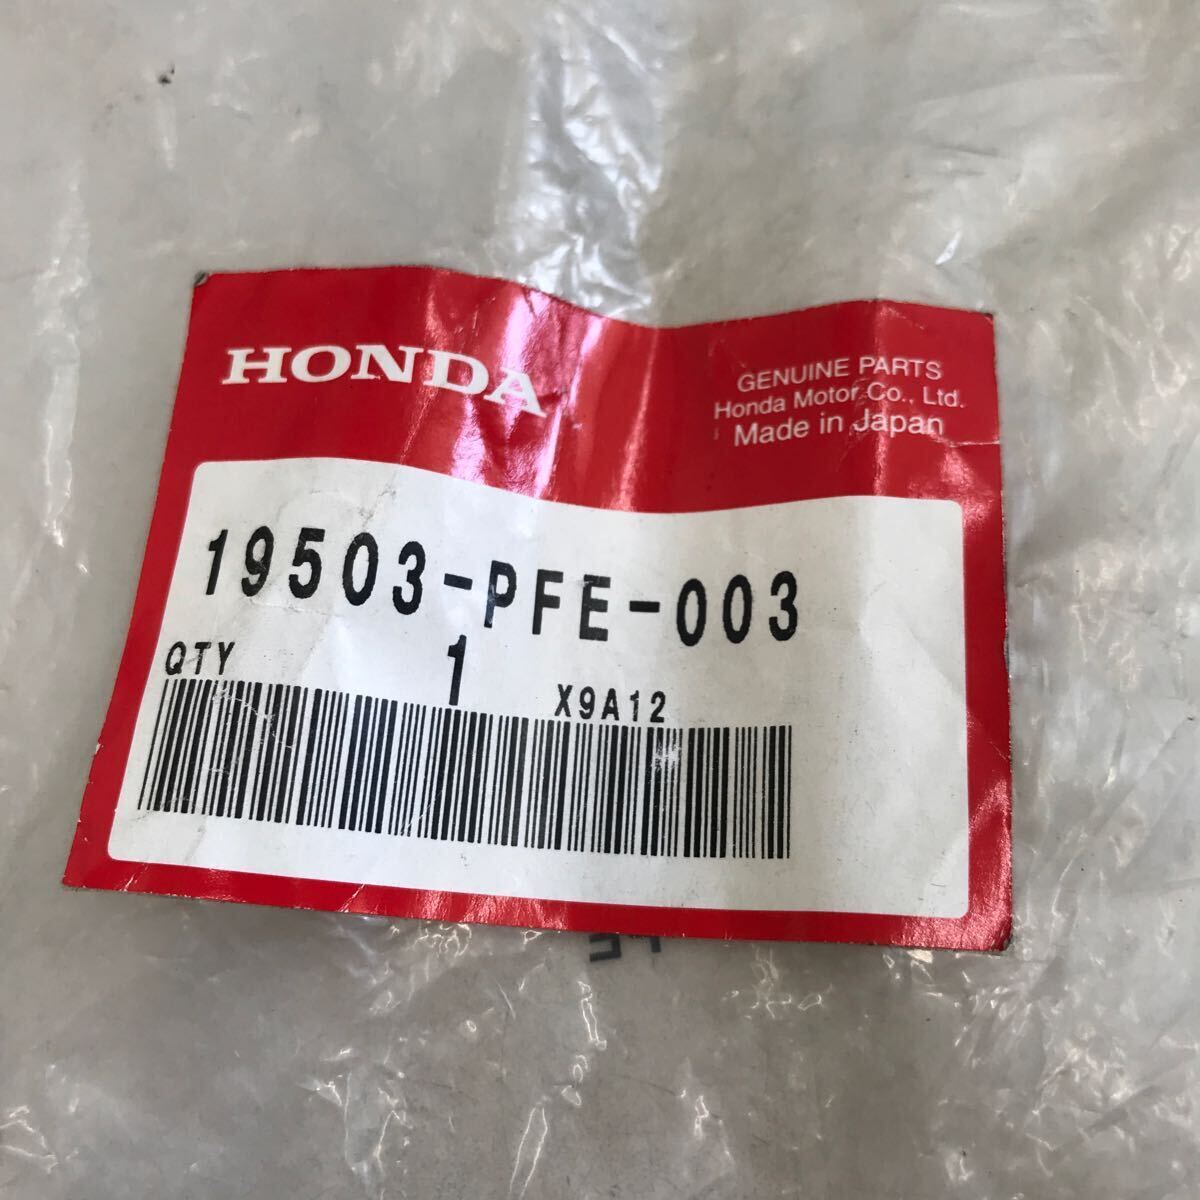 HONDA
GENUINE PARTS
Honda Motor Co., Ltd.
Made in Japan
19503-PFE-003
QTY 1 X9A12